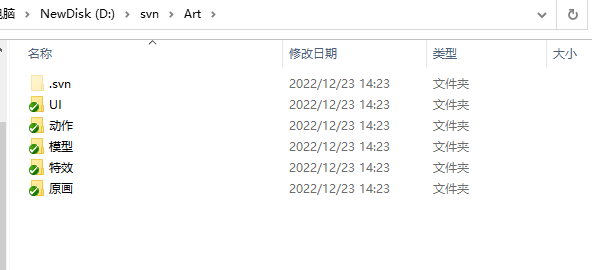 电脑 > NewDisk (D:) > svn > Art >
名称 修改日期 类型 大小
.svn 2022/12/23 14:23 文件夹
UI 2022/12/23 14:23 文件夹
动作 2022/12/23 14:23 文件夹
模型 2022/12/23 14:23 文件夹
特效 2022/12/23 14:23 文件夹
原画 2022/12/23 14:23 文件夹